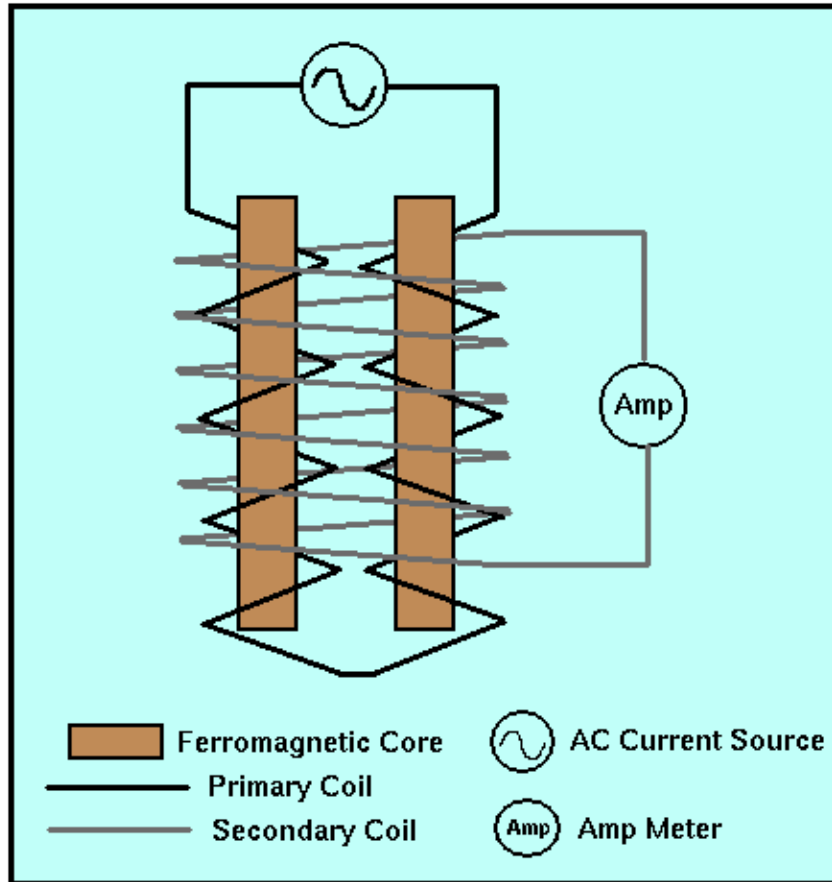 Amp
Ferromagnetic Core
AC Current Source
Primary Coil
Secondary Coil
Amp
Amp Meter